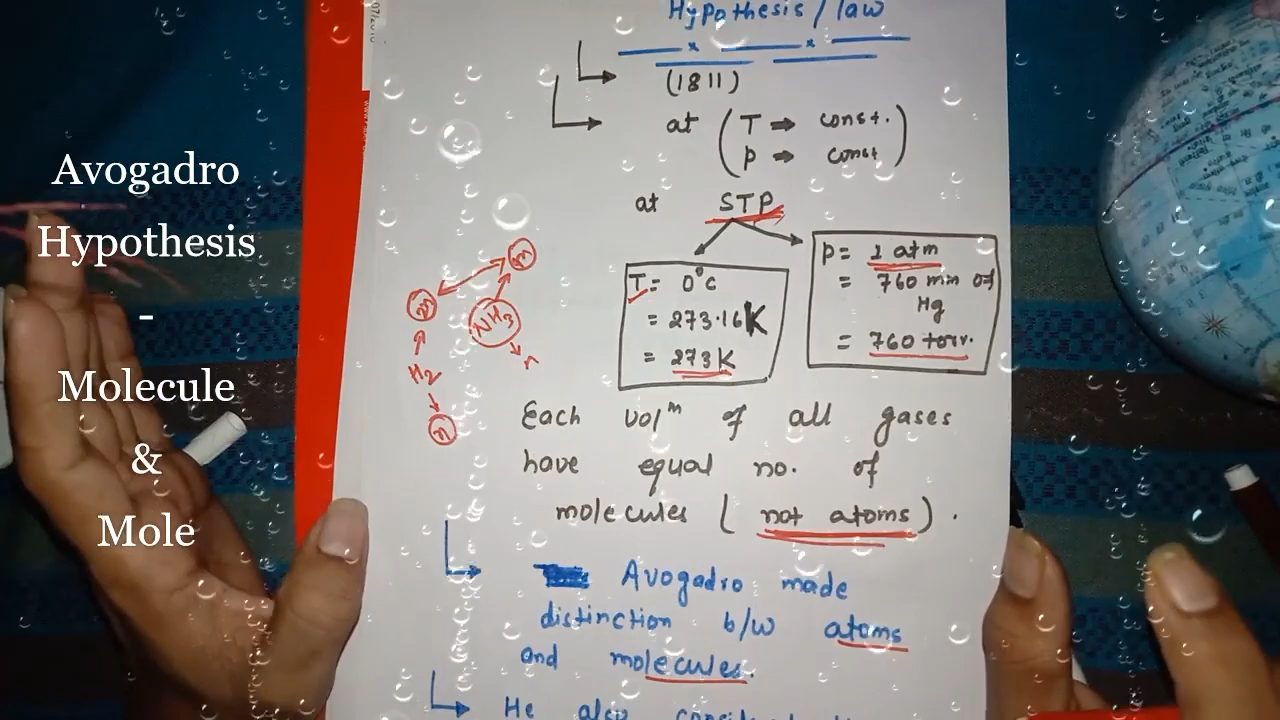 Avogadro
Hypothesis
-
Molecule
&
Mole
Hypothesis/law
(1811)
at (T ⇒ const.
P ⇒ const)
at STP
T = 0°c
= 273.16K
= 273K
P = 1 atm
= 760 mm of
Hg
= 760 torr.
NH3
H2
n
Each volm of all gases
have equal no. of
molecules (not atoms).
Avogadro made
distinction b/w atoms
and molecules.
He also